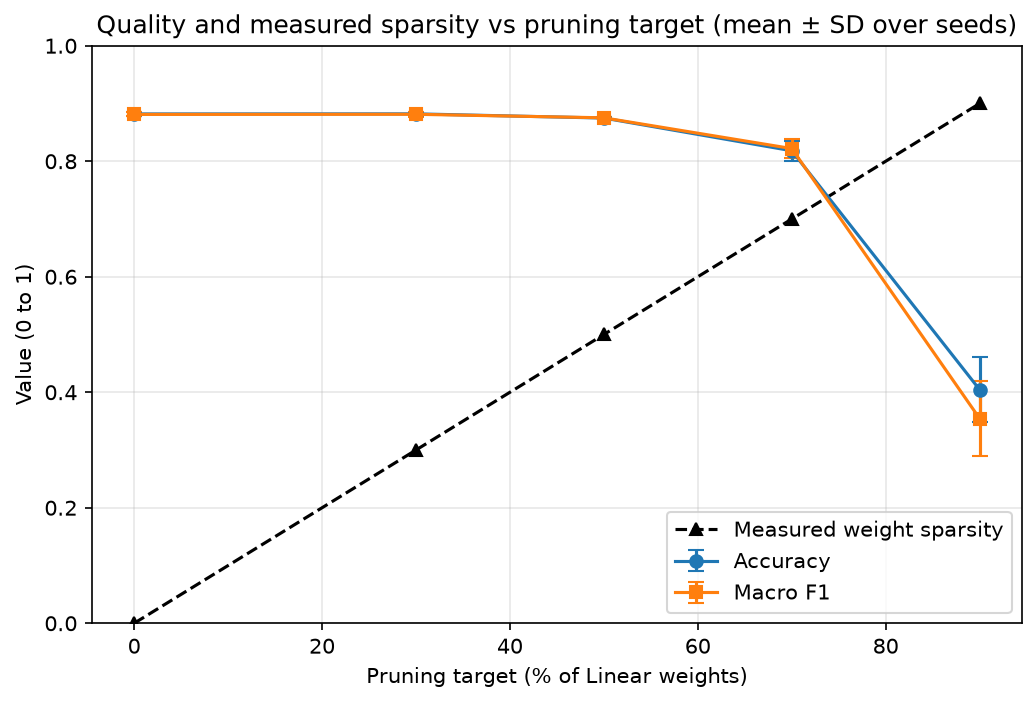 Quality and measured sparsity vs pruning target (mean ± SD over seeds)
1.0
0.8
0.6
0.4
0.2
0.0
Value (0 to 1)
0 20 40 60 80
Pruning target (% of Linear weights)
Measured weight sparsity
Accuracy
Macro F1